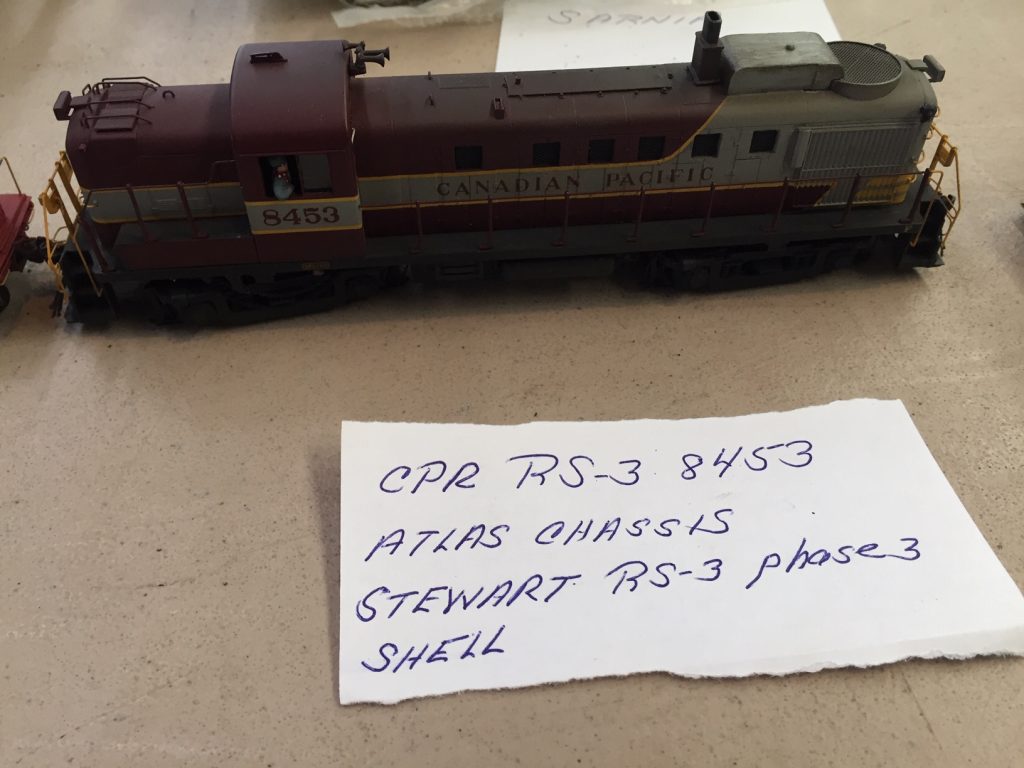 SARNIA
CANADIAN PACIFIC
8453
CPR RS-3 8453
ATLAS CHASSIS
STEWART RS-3 phase 3
SHELL